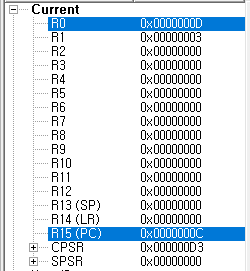 Current
R0 0x0000000D
R1 0x00000003
R2 0x00000000
R3 0x00000000
R4 0x00000000
R5 0x00000000
R6 0x00000000
R7 0x00000000
R8 0x00000000
R9 0x00000000
R10 0x00000000
R11 0x00000000
R12 0x00000000
R13 (SP) 0x00000000
R14 (LR) 0x00000000
R15 (PC) 0x0000000C
CPSR 0x000000D3
SPSR 0x00000000